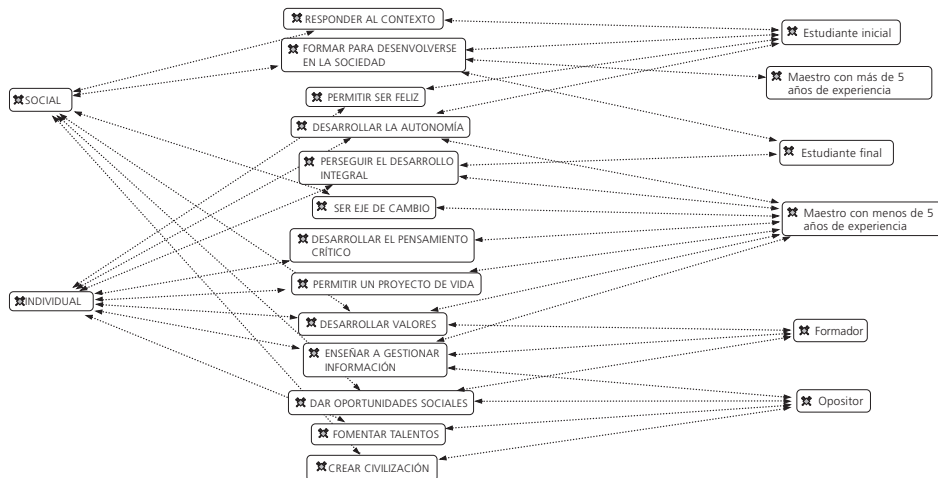 SOCIAL
INDIVIDUAL
RESPONDER AL CONTEXTO
FORMAR PARA DESENVOLVERSE
EN LA SOCIEDAD
PERMITIR SER FELIZ
DESARROLLAR LA AUTONOMÍA
PERSEGUIR EL DESARROLLO
INTEGRAL
SER EJE DE CAMBIO
DESARROLLAR EL PENSAMIENTO
CRÍTICO
PERMITIR UN PROYECTO DE VIDA
DESARROLLAR VALORES
ENSEÑAR A GESTIONAR
INFORMACIÓN
DAR OPORTUNIDADES SOCIALES
FOMENTAR TALENTOS
CREAR CIVILIZACIÓN
Estudiante inicial
Maestro con más de 5
años de experiencia
Estudiante final
Maestro con menos de 5
años de experiencia
Formador
Opositor